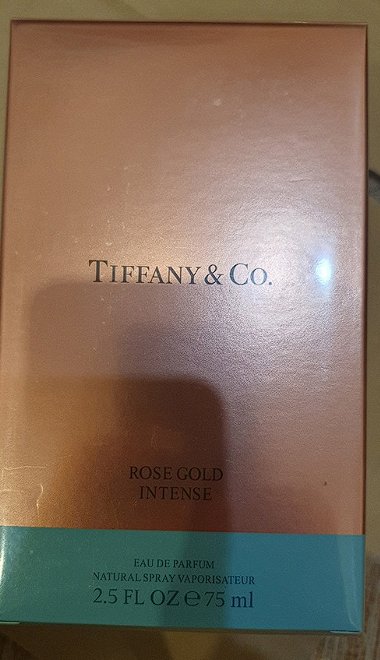 TIFFANY & CO.
ROSE GOLD
INTENSE
EAU DE PARFUM
NATURAL SPRAY VAPORISATEUR
2.5 FL OZ ℮ 75 ml